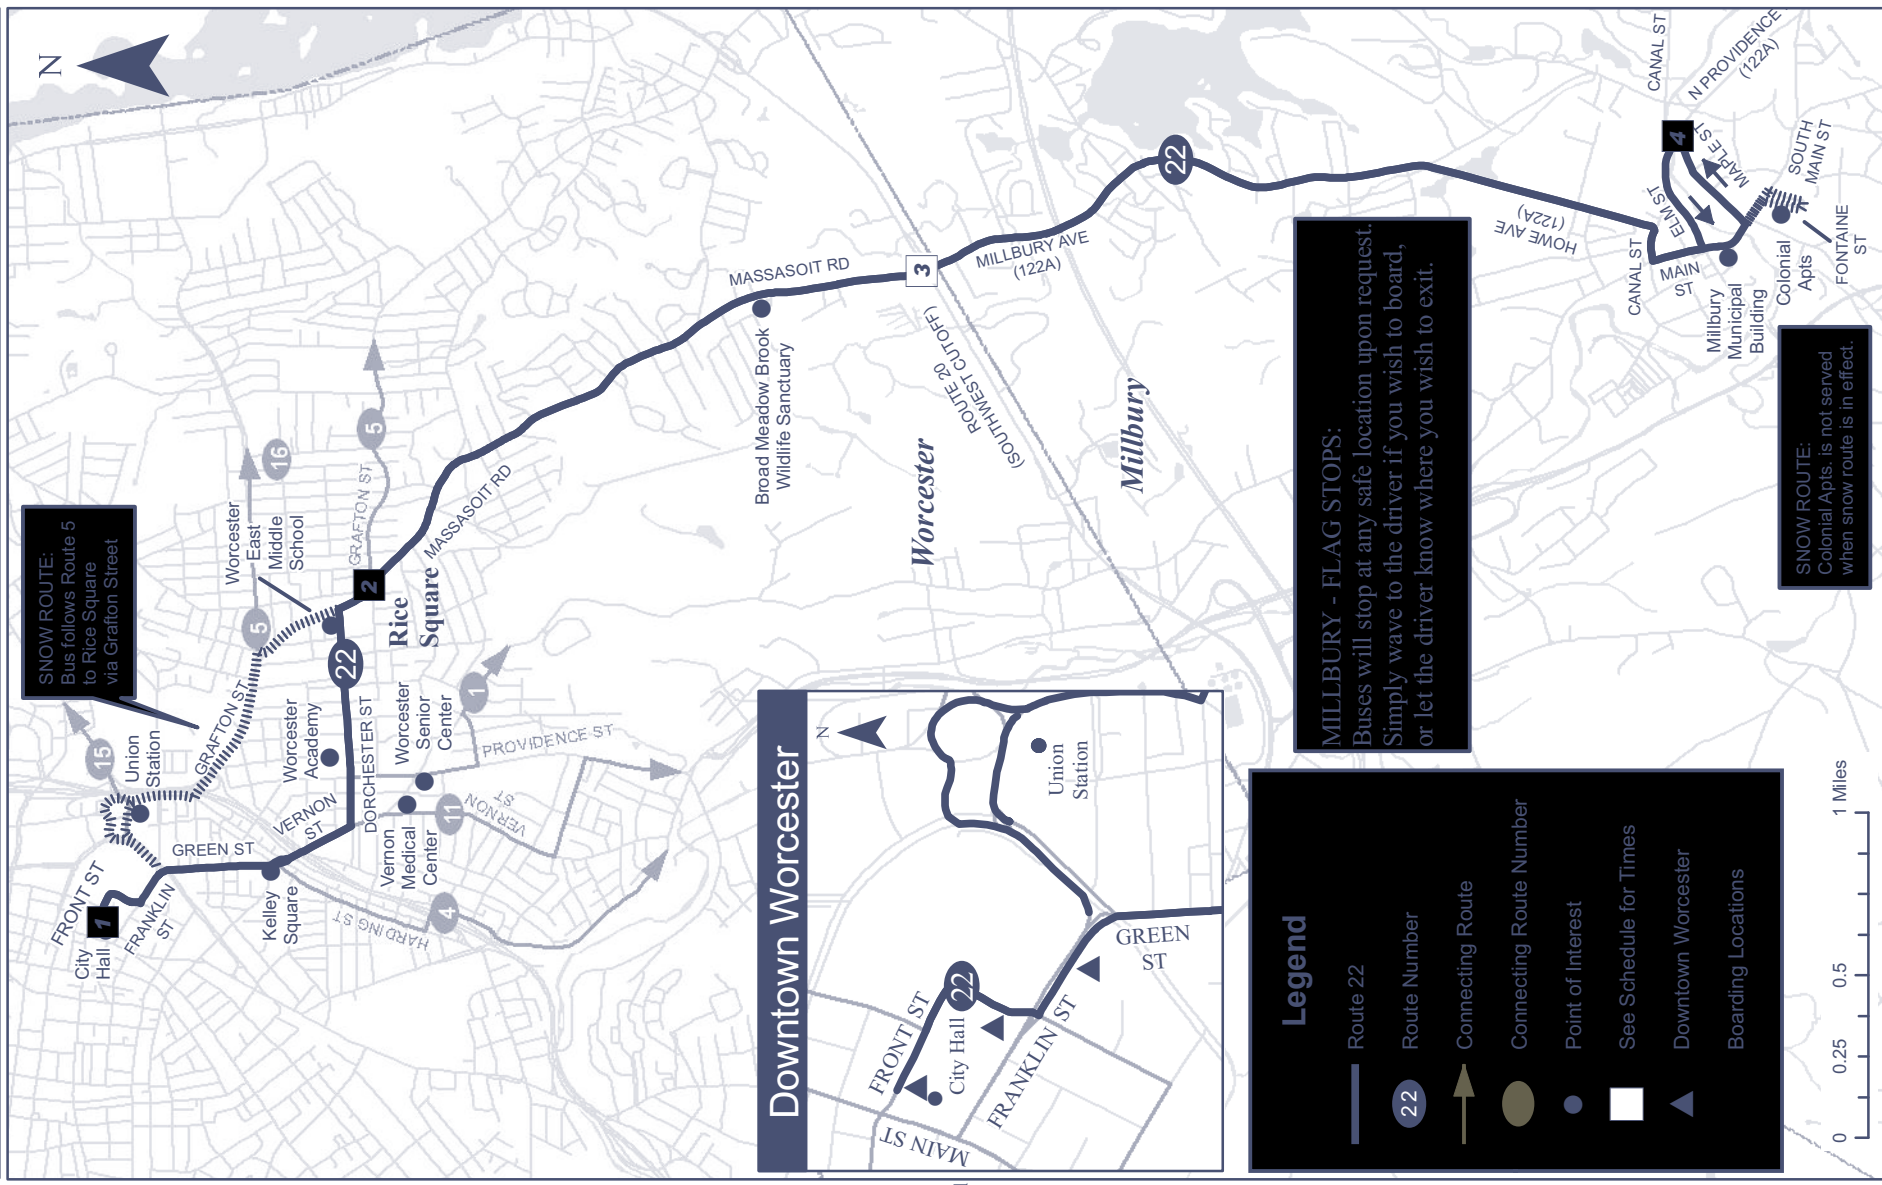 N
SNOW ROUTE:
Bus follows Route 5
to Rice Square
via Grafton Street
15
Union
Station
GRAFTON ST
FRONT ST
1
City
Hall
FRANKLIN
ST
GREEN ST
Kelley
Square
VERNON
ST
Worcester
Academy
DORCHESTER ST
Worcester
Senior
Center
Vernon
Medical
Center
11
VERNON
ST
HARDING ST
4
PROVIDENCE ST
1
22
5
16
Worcester
East
Middle
School
GRAFTON ST
5
2
Rice
Square
MASSASOIT RD
Broad Meadow Brook
Wildlife Sanctuary
MASSASOIT RD
3
ROUTE 20
(SOUTHWEST CUTOFF)
Worcester
Millbury
MILLBURY AVE
(122A)
22
HOWE AVE
(122A)
CANAL ST
MAIN
ST
ELM ST
MAPLE ST
4
CANAL ST
N PROVIDENCE
(122A)
SOUTH
MAIN ST
FONTAINE
ST
Colonial
Apts
Millbury
Municipal
Building
SNOW ROUTE:
Colonial Apts. is not served
when snow route is in effect.
MILLBURY - FLAG STOPS:
Buses will stop at any safe location upon request.
Simply wave to the driver if you wish to board,
or let the driver know where you wish to exit.
Downtown Worcester
N
Union
Station
GREEN
ST
22
FRONT ST
City Hall
FRANKLIN ST
MAIN ST
Legend
Route 22
22 Route Number
Connecting Route
Connecting Route Number
Point of Interest
See Schedule for Times
Downtown Worcester
Boarding Locations
0 0.25 0.5 1 Miles